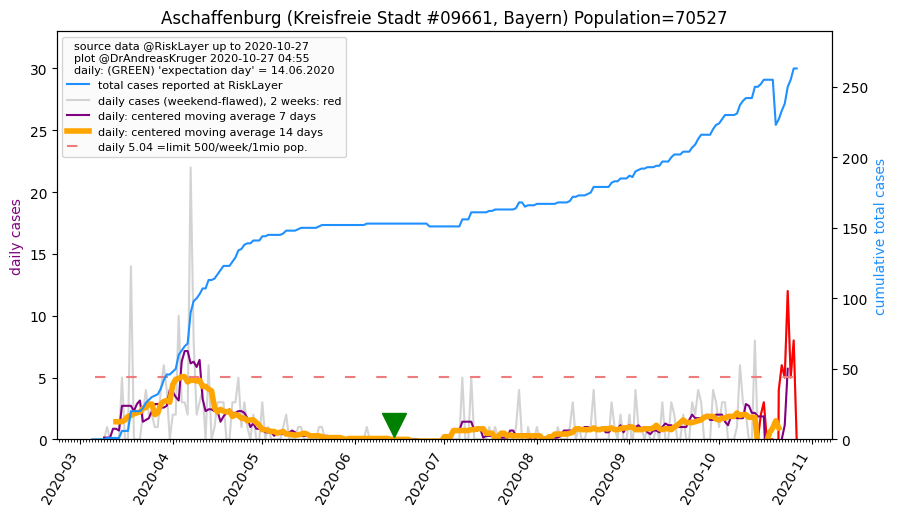 Aschaffenburg (Kreisfreie Stadt #09661, Bayern) Population=70527
source data @RiskLayer up to 2020-10-27
plot @DrAndreasKruger 2020-10-27 04:55
daily: (GREEN) 'expectation day' = 14.06.2020
total cases reported at RiskLayer
daily cases (weekend-flawed), 2 weeks: red
daily: centered moving average 7 days
daily: centered moving average 14 days
daily 5.04 =limit 500/week/1mio pop.
daily cases
30
25
20
15
10
5
0
cumulative total cases
250
200
150
100
50
0
2020-03
2020-04
2020-05
2020-06
2020-07
2020-08
2020-09
2020-10
2020-11